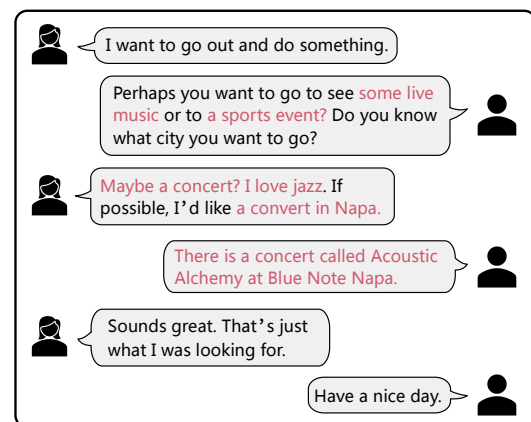 I want to go out and do something.
Perhaps you want to go to see some live
music or to a sports event? Do you know
what city you want to go?
Maybe a concert? I love jazz. If
possible, I'd like a convert in Napa.
There is a concert called Acoustic
Alchemy at Blue Note Napa.
Sounds great. That's just
what I was looking for.
Have a nice day.